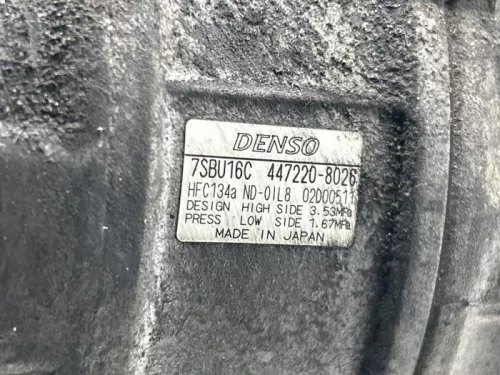 DENSO
7SBU16C 447220-8026
HFC134a ND-OIL8 02D00511
DESIGN HIGH SIDE 3.53MPa
PRESS LOW SIDE 1.67MPa
MADE IN JAPAN